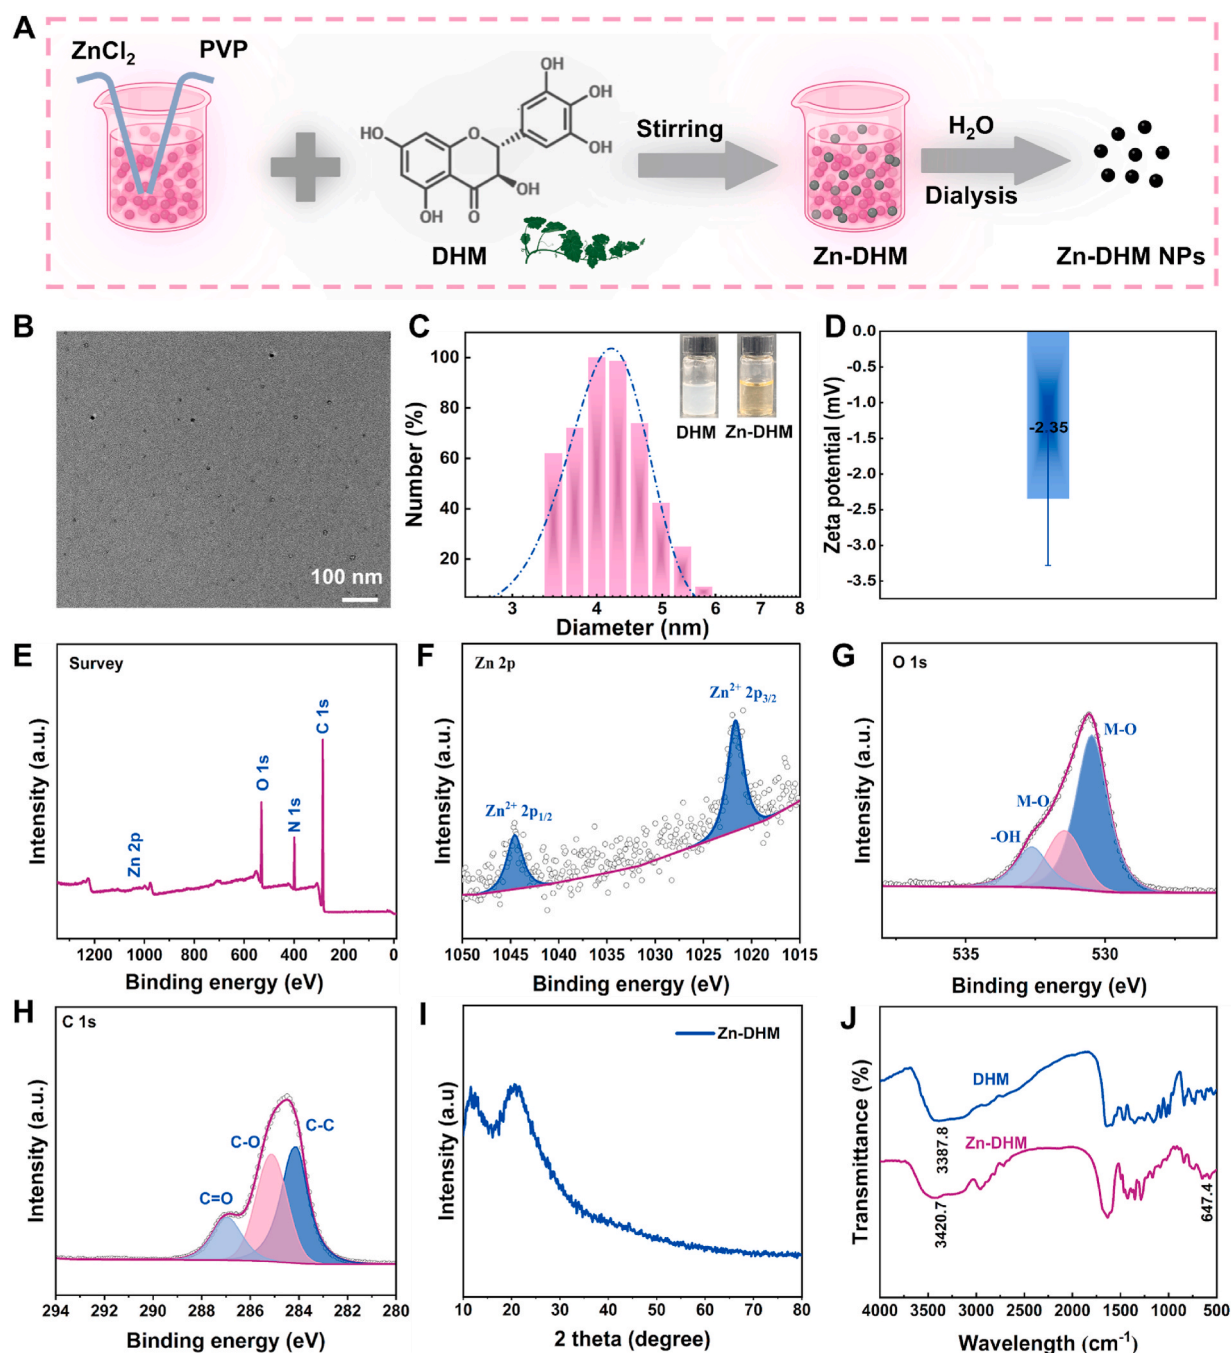 A
ZnCl₂
PVP
OH
OH
HO
O
OH
OH
OH
O
DHM
Stirring
Zn-DHM
H₂O
Dialysis
Zn-DHM NPs
B
100 nm
C
Number (%)
100
80
60
40
20
DHM
Zn-DHM
3
4
5
6
7
8
Diameter (nm)
D
Zeta potential (mV)
0.0
-0.5
-1.0
-1.5
-2.0
-2.5
-3.0
-3.5
-2.35
E
Survey
Intensity (a.u.)
Zn 2p
O 1s
N 1s
C 1s
1200 1000 800 600 400 200 0
Binding energy (eV)
F
Zn 2p
Intensity (a.u.)
Zn²⁺ 2p₁/₂
Zn²⁺ 2p₃/₂
1050 1045 1040 1035 1030 1025 1020 1015
Binding energy (eV)
G
O 1s
Intensity (a.u.)
M-O
M-O
-OH
535 530
Binding energy (eV)
H
C 1s
Intensity (a.u.)
C-O
C-C
C=O
294 292 290 288 286 284 282 280
Binding energy (eV)
I
Zn-DHM
Intensity (a.u)
10 20 30 40 50 60 70 80
2 theta (degree)
J
Transmittance (%)
DHM
3387.8
Zn-DHM
3420.7
647.4
4000 3500 3000 2500 2000 1500 1000 500
Wavelength (cm⁻¹)